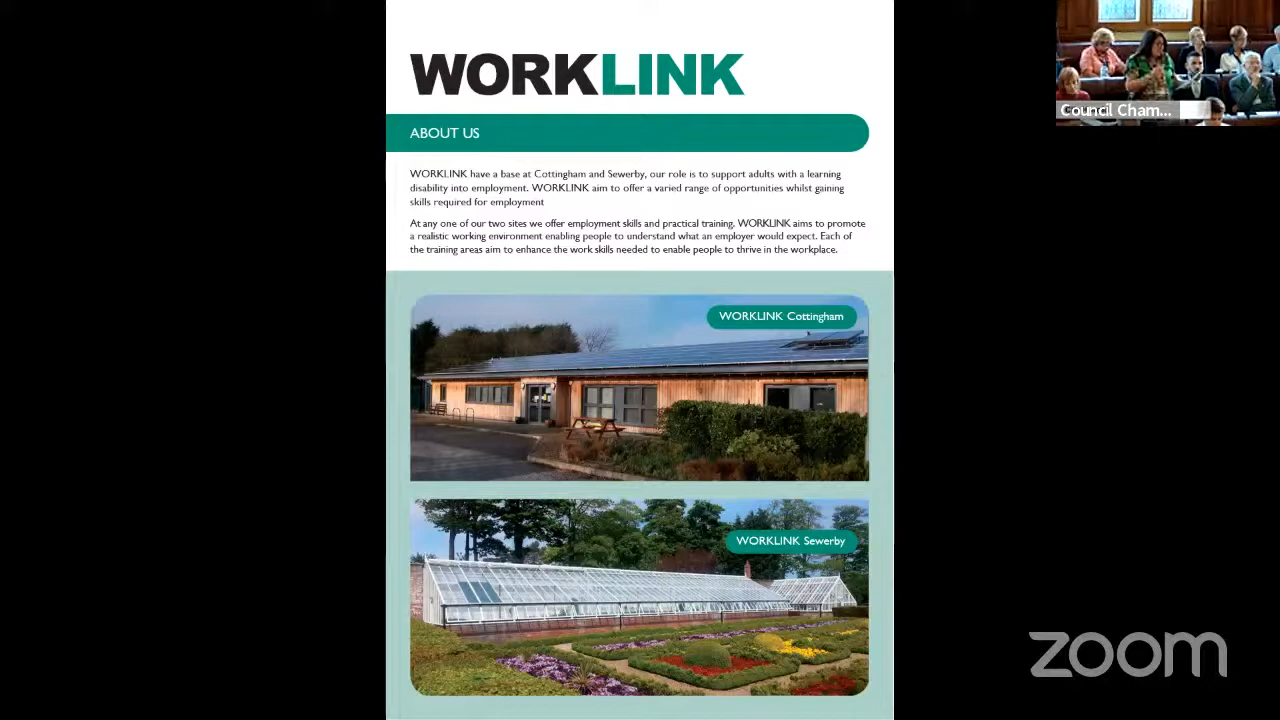 WORKLINK
ABOUT US
WORKLINK have a base at Cottingham and Sewerby, our role is to support adults with a learning
disability into employment. WORKLINK aim to offer a varied range of opportunities whilst gaining
skills required for employment
At any one of our two sites we offer employment skills and practical training. WORKLINK aims to promote
a realistic working environment enabling people to understand what an employer would expect. Each of
the training areas aim to enhance the work skills needed to enable people to thrive in the workplace.
WORKLINK Cottingham
WORKLINK Sewerby
Council Cham...
zoom